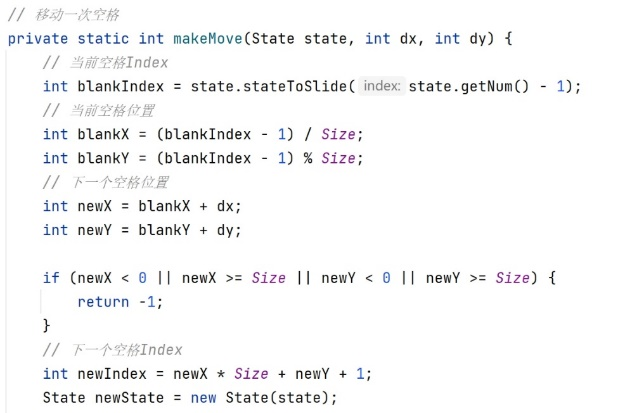 // 移动一次空格
private static int makeMove(State state, int dx, int dy) {
// 当前空格Index
int blankIndex = state.stateToSlide( index: state.getNum() - 1);
// 当前空格位置
int blankX = (blankIndex - 1) / Size;
int blankY = (blankIndex - 1) % Size;
// 下一个空格位置
int newX = blankX + dx;
int newY = blankY + dy;
if (newX < 0 || newX >= Size || newY < 0 || newY >= Size) {
return -1;
}
// 下一个空格Index
int newIndex = newX * Size + newY + 1;
State newState = new State(state);